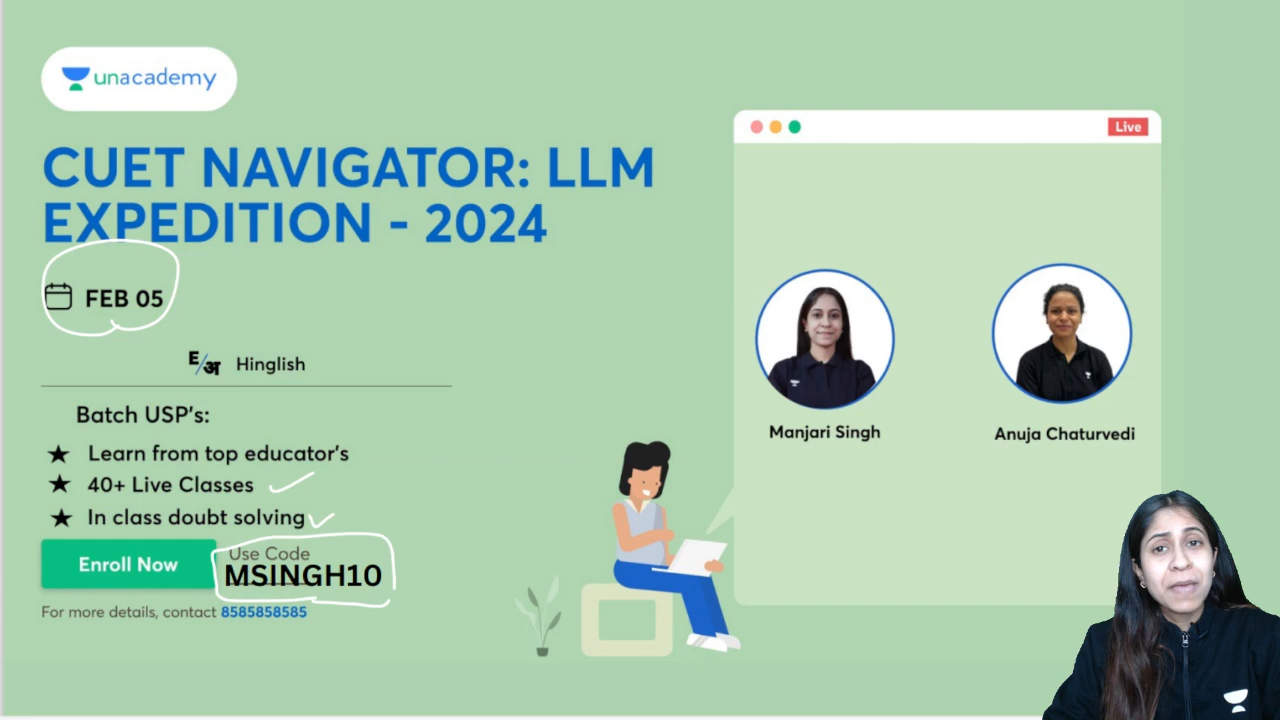 unacademy
CUET NAVIGATOR: LLM
EXPEDITION - 2024
FEB 05
E/अ Hinglish
Batch USP's:
★ Learn from top educator's
★ 40+ Live Classes
★ In class doubt solving
Enroll Now
Use Code
MSINGH10
For more details, contact 8585858585
Live
Manjari Singh
Anuja Chaturvedi